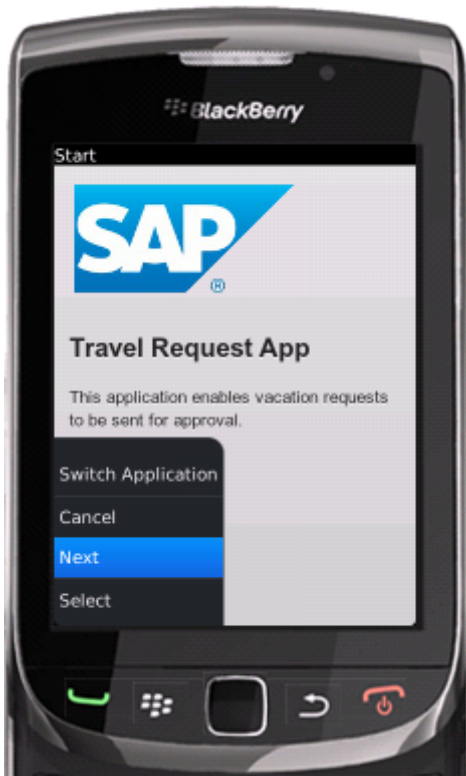 BlackBerry
Start
SAP
®
Travel Request App
This application enables vacation requests
to be sent for approval.
Switch Application
Cancel
Next
Select